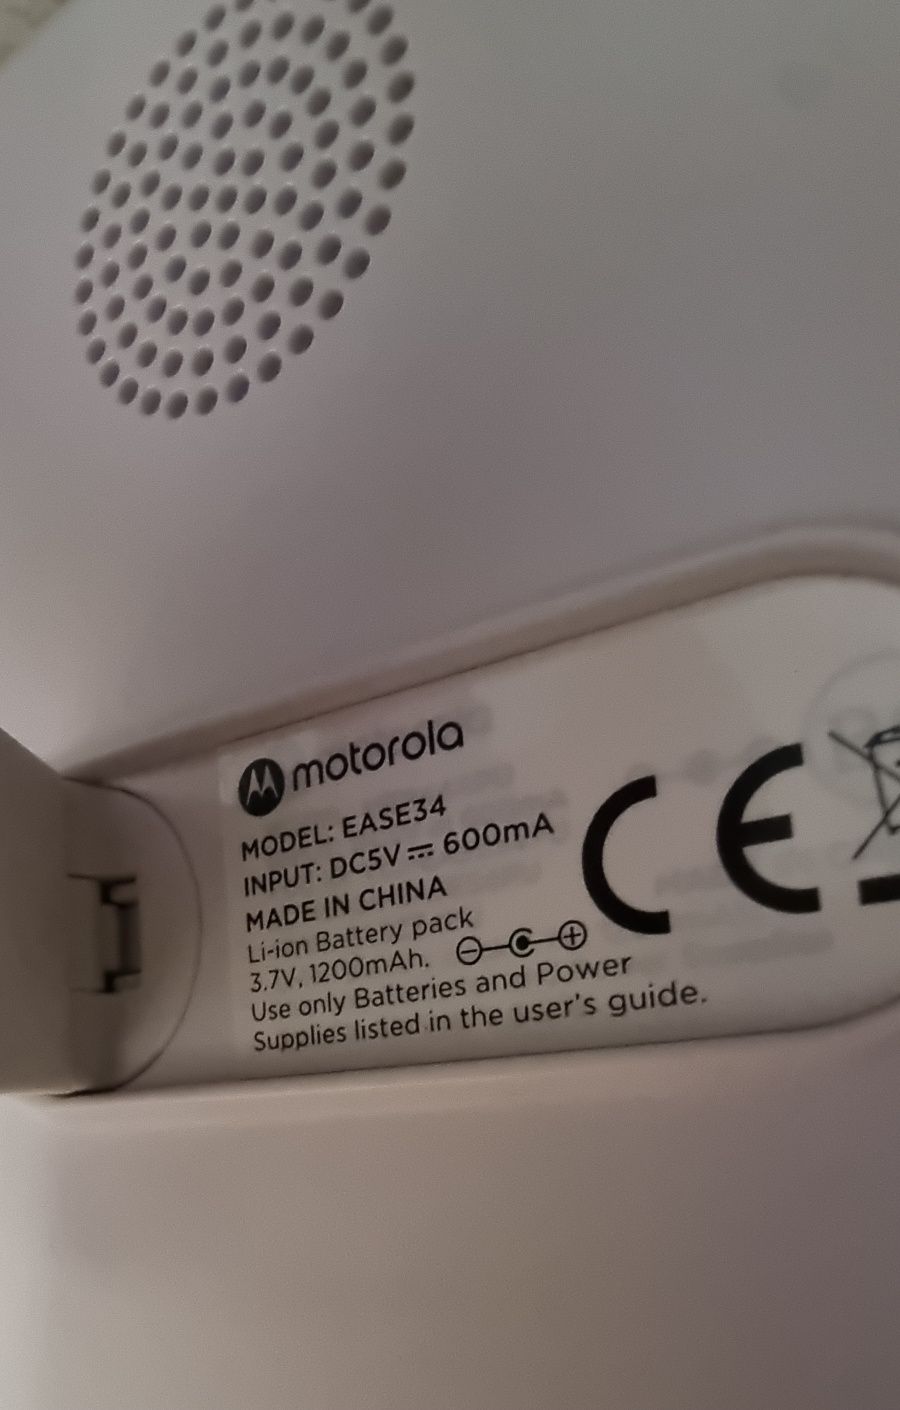 motorola
MODEL: EASE34
INPUT: DC5V⎓600mA
MADE IN CHINA
Li-ion Battery pack
3.7V, 1200mAh.
Use only Batteries and Power
Supplies listed in the user's guide.
CE